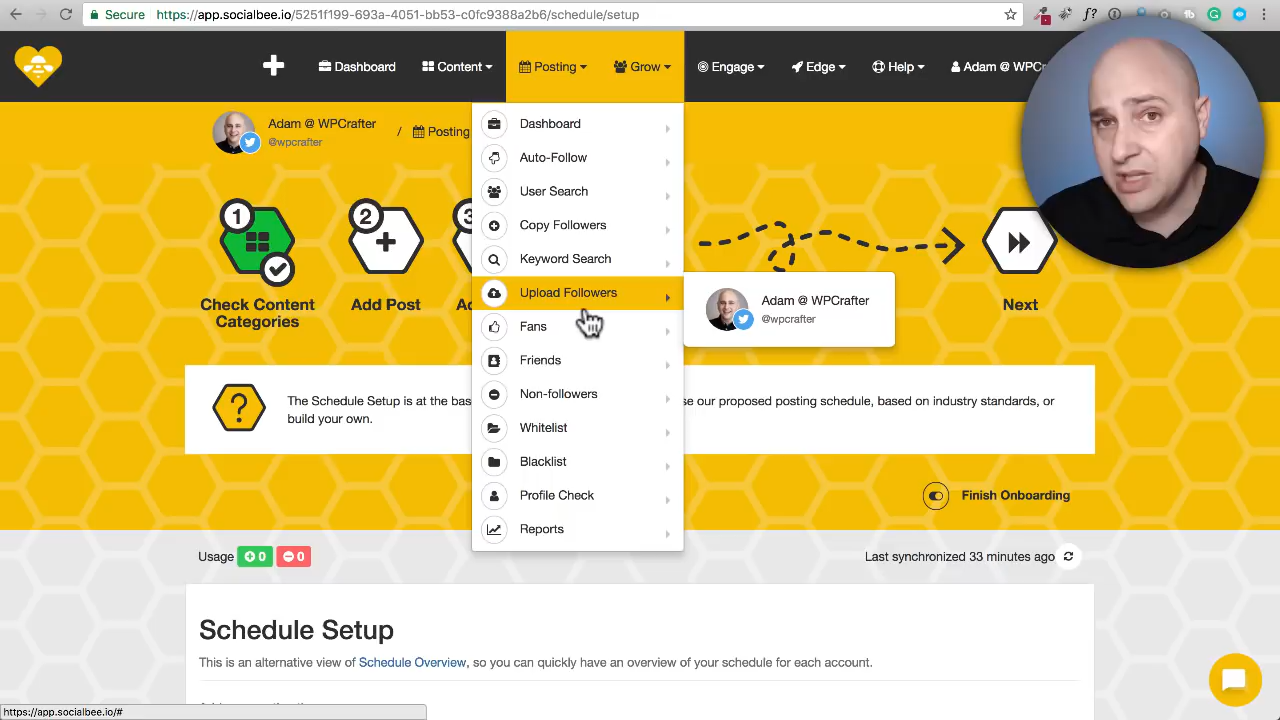 Secure
https://app.socialbee.io/5251f199-693a-4051-bb53-c0fc9388a2b6/schedule/setup
Dashboard
Content
Posting
Grow
Engage
Edge
Help
Adam @ WPCr
Adam @ WPCrafter
@wpcrafter
/
Posting
Dashboard
Auto-Follow
User Search
Copy Followers
Keyword Search
Upload Followers
Fans
Friends
Non-followers
Whitelist
Blacklist
Profile Check
Reports
Adam @ WPCrafter
@wpcrafter
1
2
3
Check Content
Categories
Add Post
Next
?
The Schedule Setup is at the bas
se our proposed posting schedule, based on industry standards, or
build your own.
Finish Onboarding
Usage
0
0
Last synchronized 33 minutes ago
Schedule Setup
This is an alternative view of Schedule Overview, so you can quickly have an overview of your schedule for each account.
https://app.socialbee.io/#